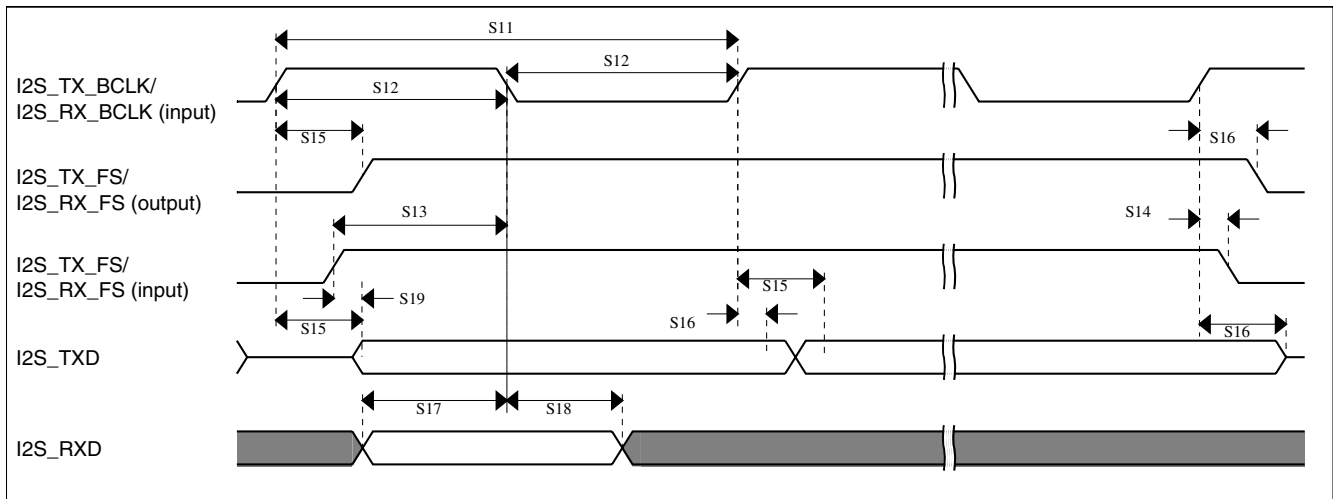 S11
I2S_TX_BCLK/
I2S_RX_BCLK (input)
S12
S12
S15
S16
I2S_TX_FS/
I2S_RX_FS (output)
S13
S14
I2S_TX_FS/
I2S_RX_FS (input)
S19
S15
S15
S16
S16
I2S_TXD
S17
S18
I2S_RXD